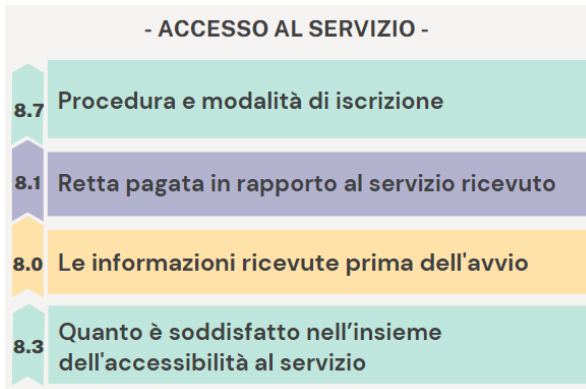 - ACCESSO AL SERVIZIO -
8.7 Procedura e modalità di iscrizione
8.1 Retta pagata in rapporto al servizio ricevuto
8.0 Le informazioni ricevute prima dell'avvio
8.3 Quanto è soddisfatto nell’insieme
dell'accessibilità al servizio